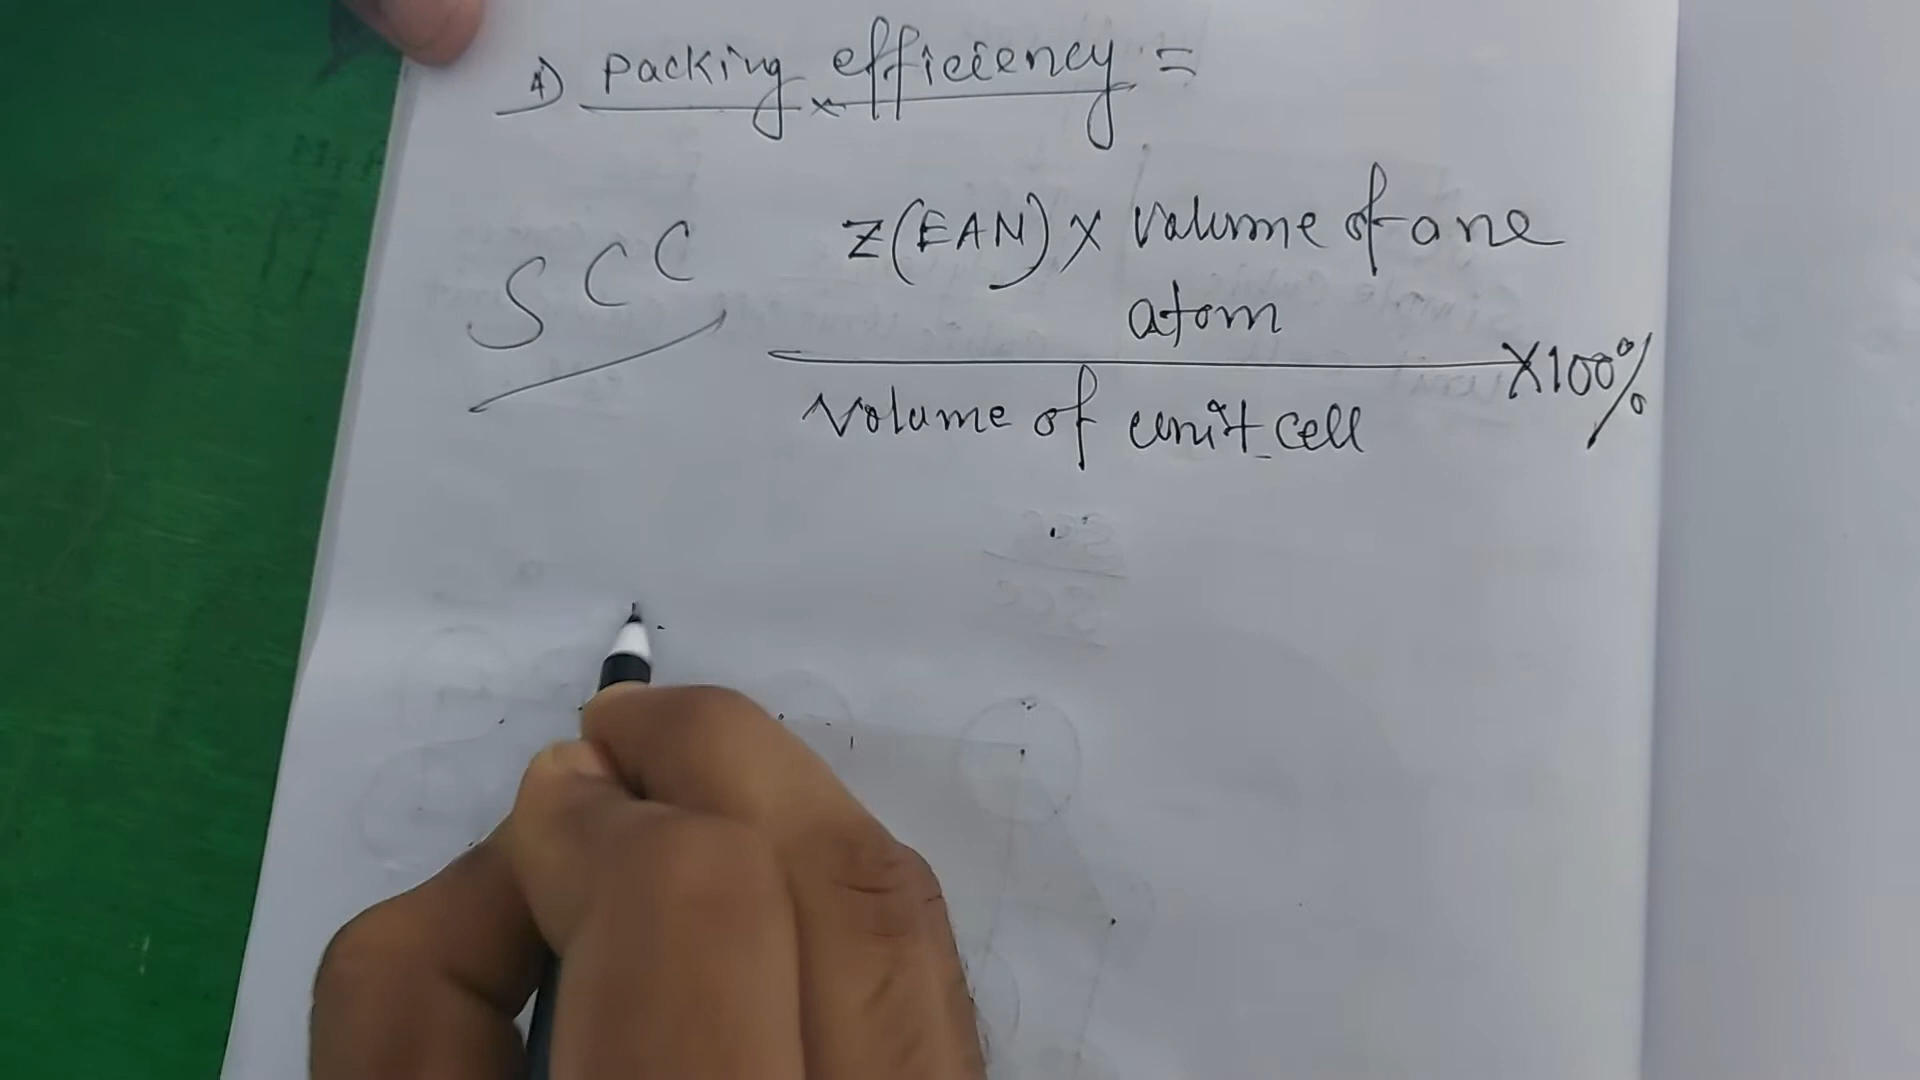 4) Packing efficiency =
SCC
Z(EAN) X volume of one
atom
X100%
Volume of unit cell